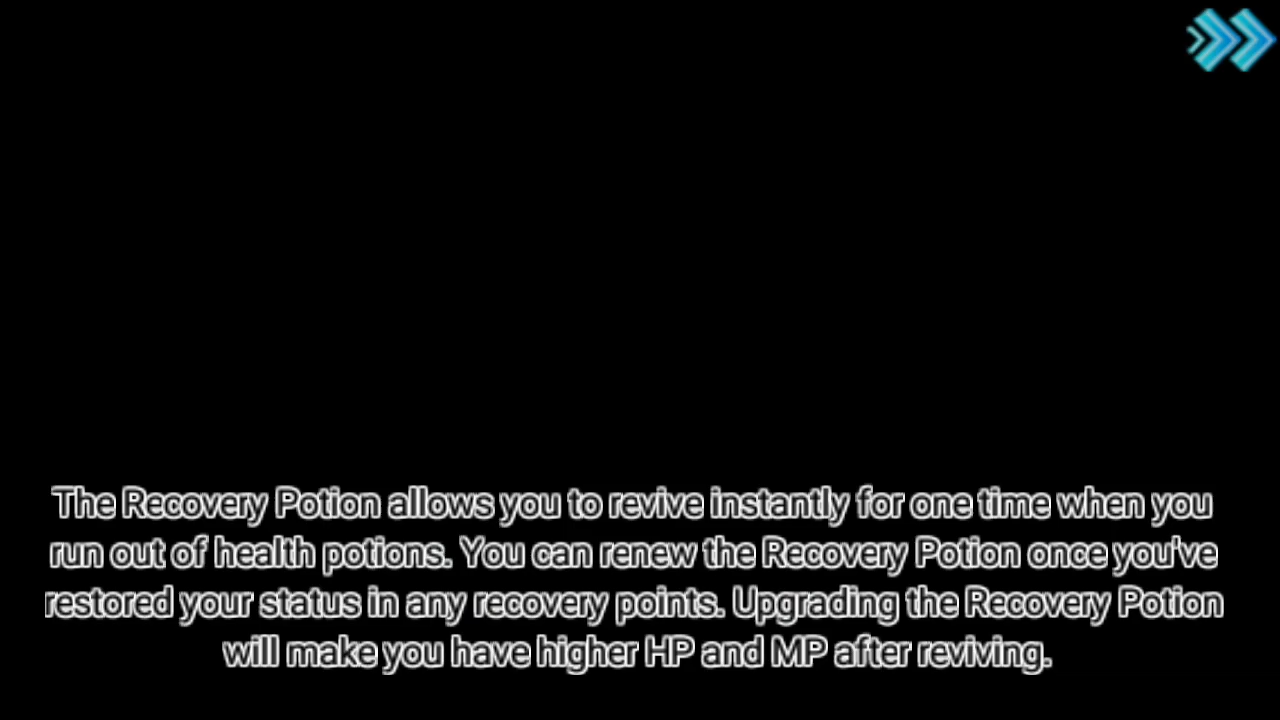 The Recovery Potion allows you to revive instantly for one time when you
run out of health potions. You can renew the Recovery Potion once you've
restored your status in any recovery points. Upgrading the Recovery Potion
will make you have higher HP and MP after reviving.